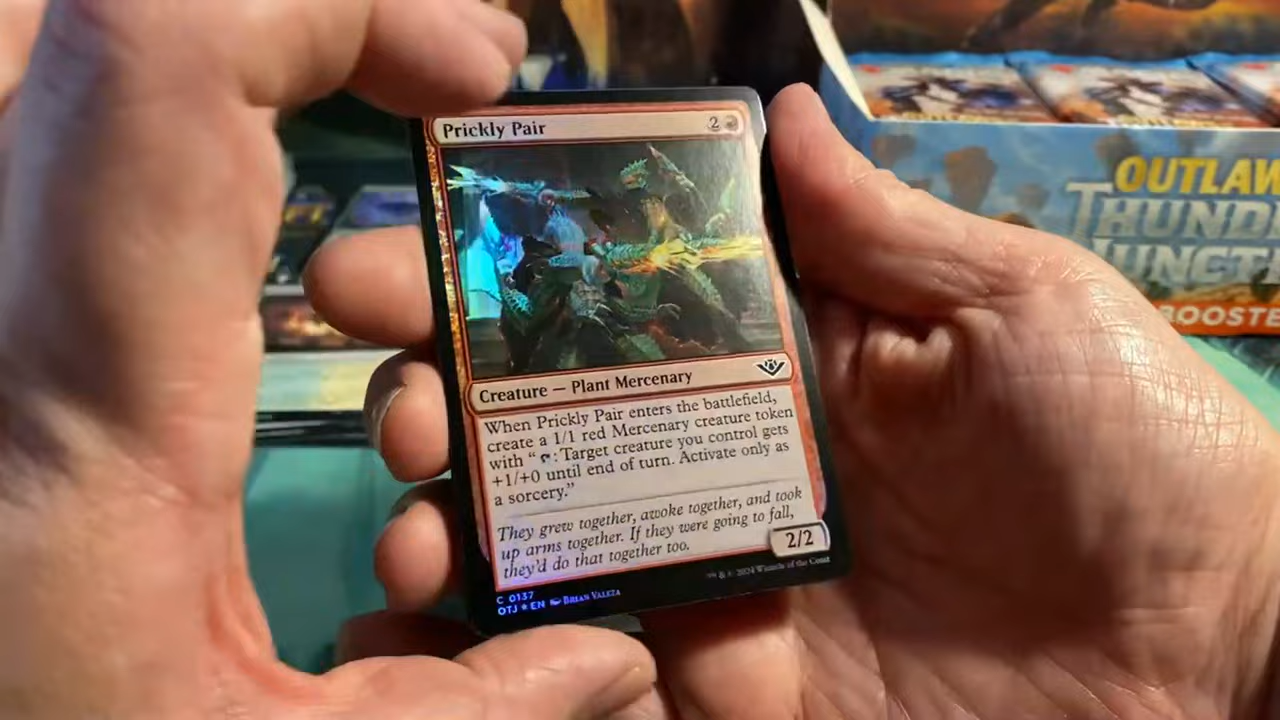 Prickly Pair
2
Creature — Plant Mercenary
When Prickly Pair enters the battlefield,
create a 1/1 red Mercenary creature token
with “ : Target creature you control gets
+1/+0 until end of turn. Activate only as
a sorcery.”
They grew together, awoke together, and took
up arms together. If they were going to fall,
they'd do that together too.
2/2
C 0137
OTJ ★ EN BRIAN VALEZA
™ & © 2024 Wizards of the Coast
OUTLAW
THUND
JUNCT
BOOSTE